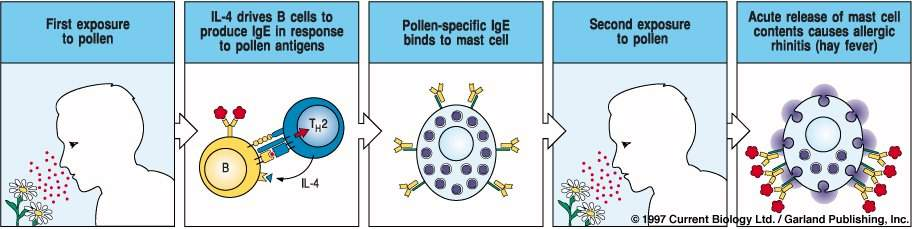 First exposure
to pollen
IL-4 drives B cells to
produce IgE in response
to pollen antigens
Pollen-specific IgE
binds to mast cell
Second exposure
to pollen
Acute release of mast cell
contents causes allergic
rhinitis (hay fever)
TH2
B
IL-4
© 1997 Current Biology Ltd. / Garland Publishing, Inc.